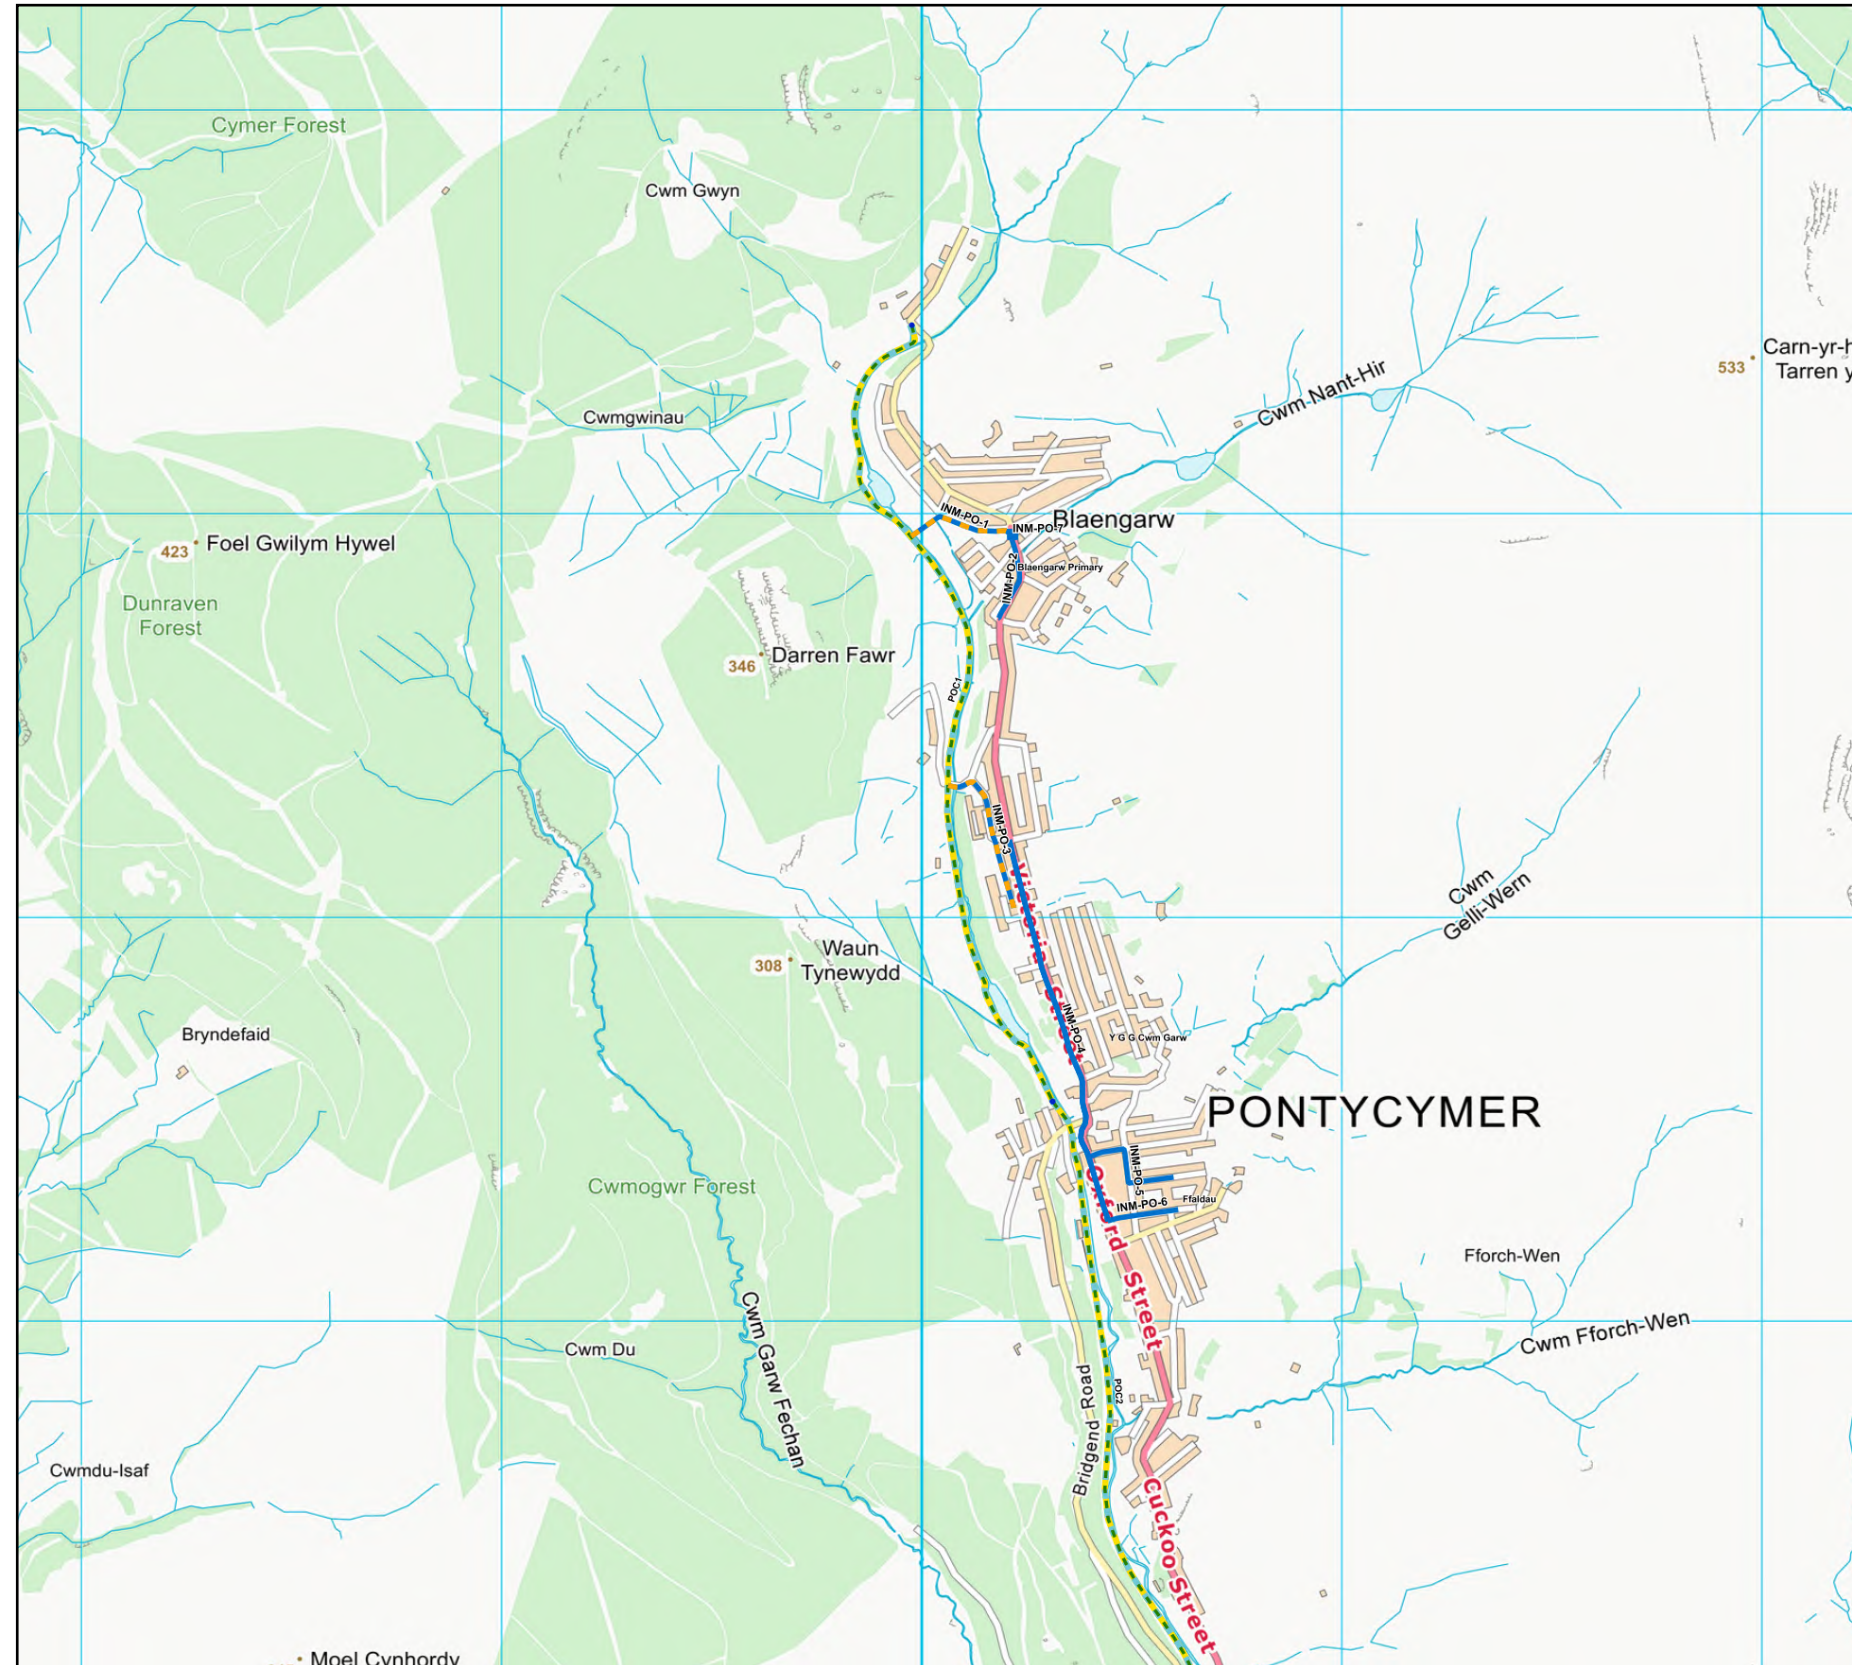 Cymer Forest
Cwm Gwyn
Carn-yr-h
Tarren y
533
Cwm Nant-Hir
Cwmgwinau
INM-PO-1
INM-PO-7
Blaengarw
423
Foel Gwilym Hywel
Blaengarw Primary
INM-PO-2
Dunraven
Forest
346
Darren Fawr
POC1
INM-PO-3
Victoria Street
Cwm
Gelli-Wern
Waun
Tynewydd
308
INM-PO-4
Bryndefaid
Y G G Cwm Garw
PONTYCYMER
INM-PO-5
Cwmogwr Forest
INM-PO-6
Ffaldau
Oxford Street
Fforch-Wen
Cwm Fforch-Wen
Cwm Du
Cwm Garw Fechan
Bridgend Road
POC2
Cwmdu-Isaf
Cuckoo Street
Moel Cynhordy